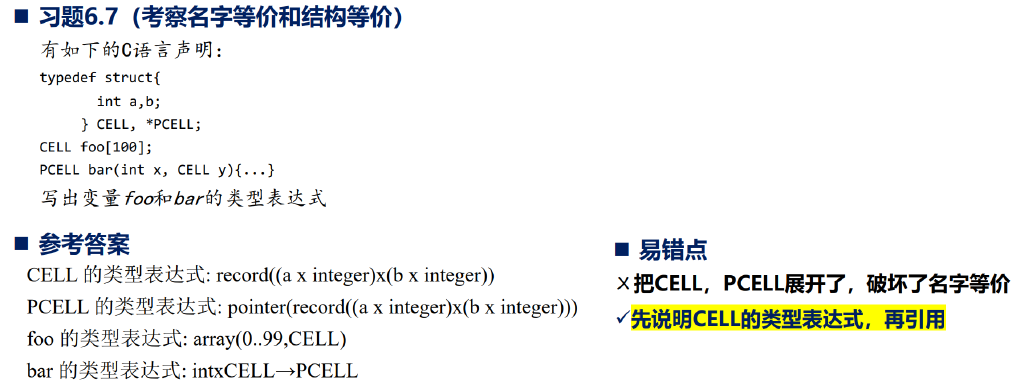 ■ 习题6.7（考察名字等价和结构等价）
有如下的C语言声明：
typedef struct{
int a,b;
} CELL, *PCELL;
CELL foo[100];
PCELL bar(int x, CELL y){...}
写出变量foo和bar的类型表达式
■ 参考答案
CELL 的类型表达式: record((a x integer)x(b x integer))
PCELL 的类型表达式: pointer(record((a x integer)x(b x integer)))
foo 的类型表达式: array(0..99,CELL)
bar 的类型表达式: intxCELL→PCELL
■ 易错点
✕把CELL，PCELL展开了，破坏了名字等价
✓先说明CELL的类型表达式，再引用